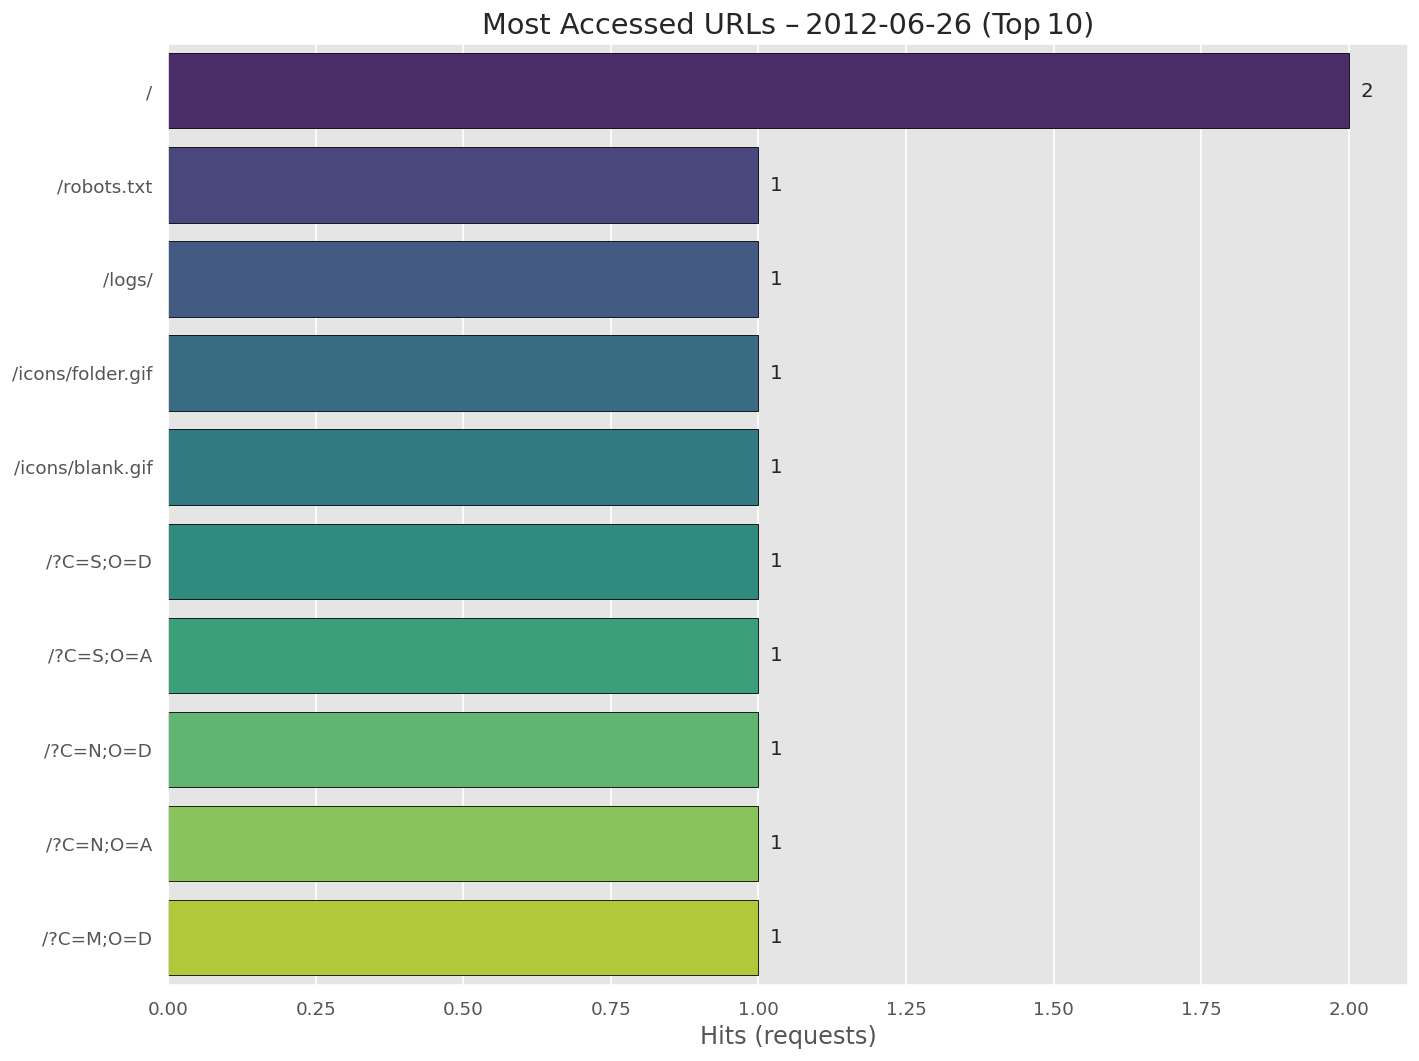 Most Accessed URLs – 2012-06-26 (Top 10)
/ 2
/robots.txt 1
/logs/ 1
/icons/folder.gif 1
/icons/blank.gif 1
/?C=S;O=D 1
/?C=S;O=A 1
/?C=N;O=D 1
/?C=N;O=A 1
/?C=M;O=D 1
0.00 0.25 0.50 0.75 1.00 1.25 1.50 1.75 2.00
Hits (requests)